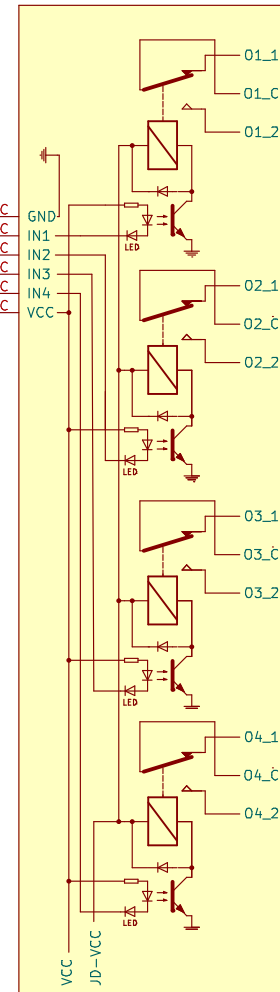 O1_1
O1_C
O1_2
C GND
C IN1
LED
C IN2
C IN3
O2_1
C IN4
C VCC
O2_C
O2_2
LED
O3_1
O3_C
O3_2
LED
O4_1
O4_C
O4_2
LED
VCC
JD-VCC